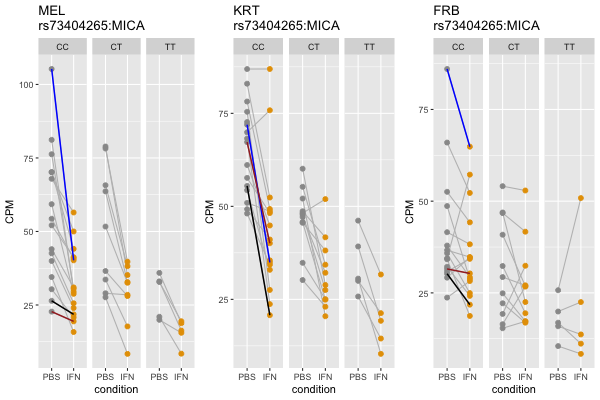 MEL
rs73404265:MICA
CC CT TT
CPM
100
75
50
25
PBS IFN PBS IFN PBS IFN
condition
KRT
rs73404265:MICA
CC CT TT
CPM
75
50
25
PBS IFN PBS IFN PBS IFN
condition
FRB
rs73404265:MICA
CC CT TT
CPM
75
50
25
PBS IFN PBS IFN PBS IFN
condition